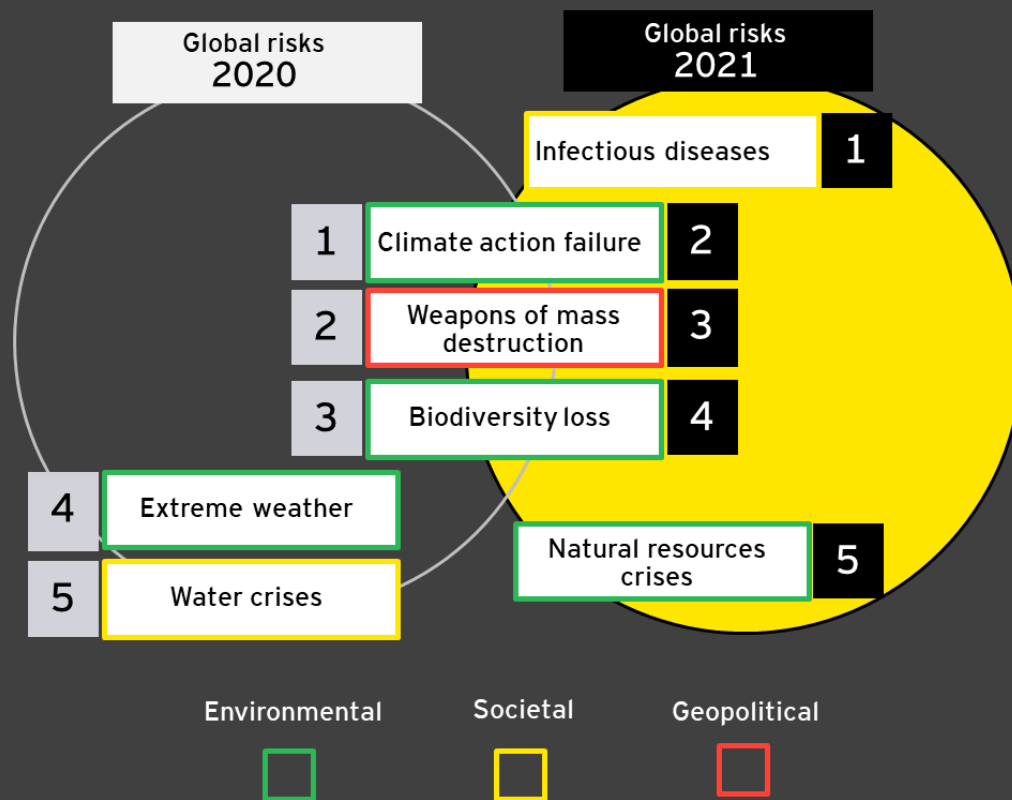 Global risks
2020
Global risks
2021
Infectious diseases 1
1 Climate action failure 2
2 Weapons of mass
destruction 3
3 Biodiversity loss 4
4 Extreme weather
5 Water crises
Natural resources
crises 5
Environmental Societal Geopolitical